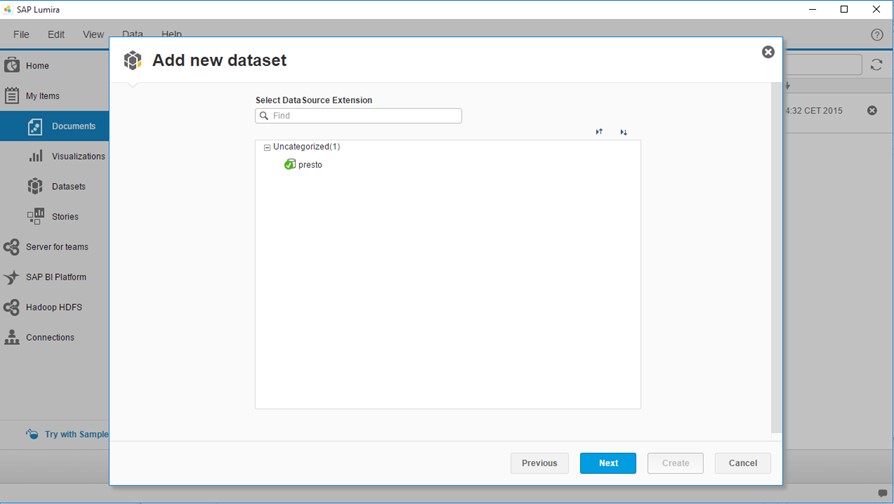 SAP Lumira
File Edit View Data Help
Add new dataset
Home
My Items
Documents
Visualizations
Datasets
Stories
Server for teams
SAP BI Platform
Hadoop HDFS
Connections
Try with Sample
Select DataSource Extension
Find
Uncategorized(1)
presto
4:32 CET 2015
Previous Next Create Cancel